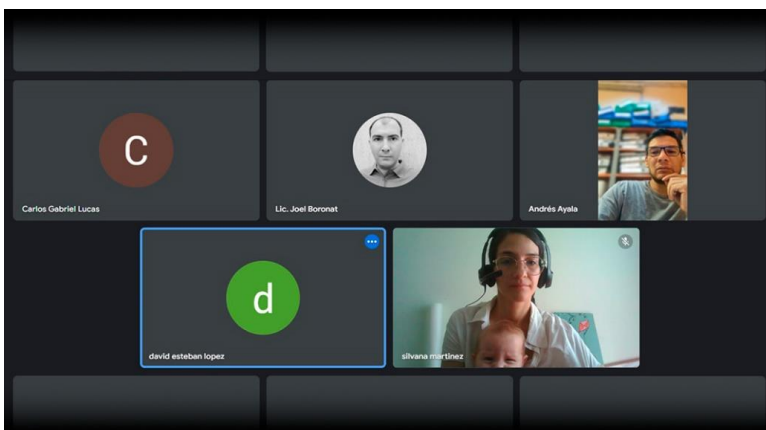 C
Carlos Gabriel Lucas
Lic. Joel Boronat
Andrés Ayala
d
david esteban lopez
silvana martinez